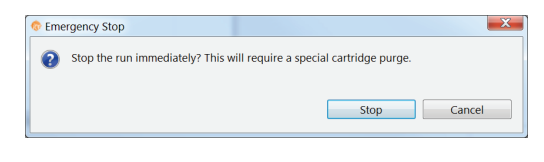 Emergency Stop
Stop the run immediately? This will require a special cartridge purge.
Stop
Cancel